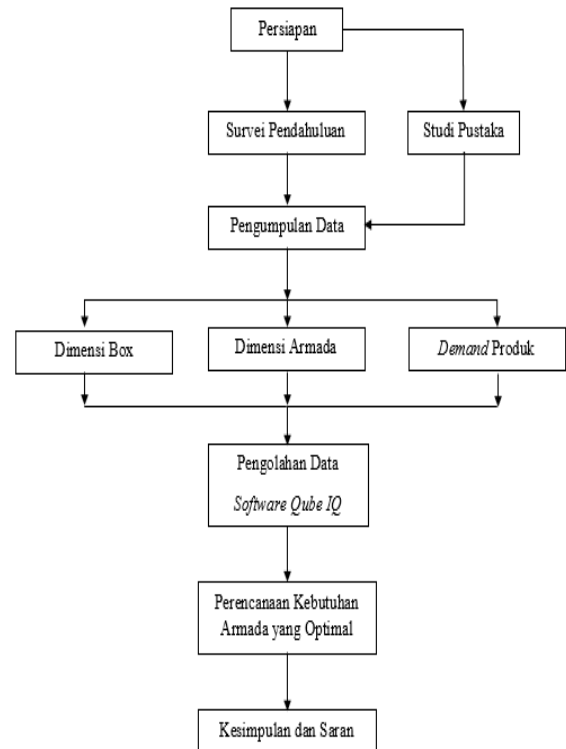 Persiapan
Survei Pendahuluan
Studi Pustaka
Pengumpulan Data
Dimensi Box
Dimensi Armada
Demand Produk
Pengolahan Data
Software Qube IQ
Perencanaan Kebutuhan
Armada yang Optimal
Kesimpulan dan Saran